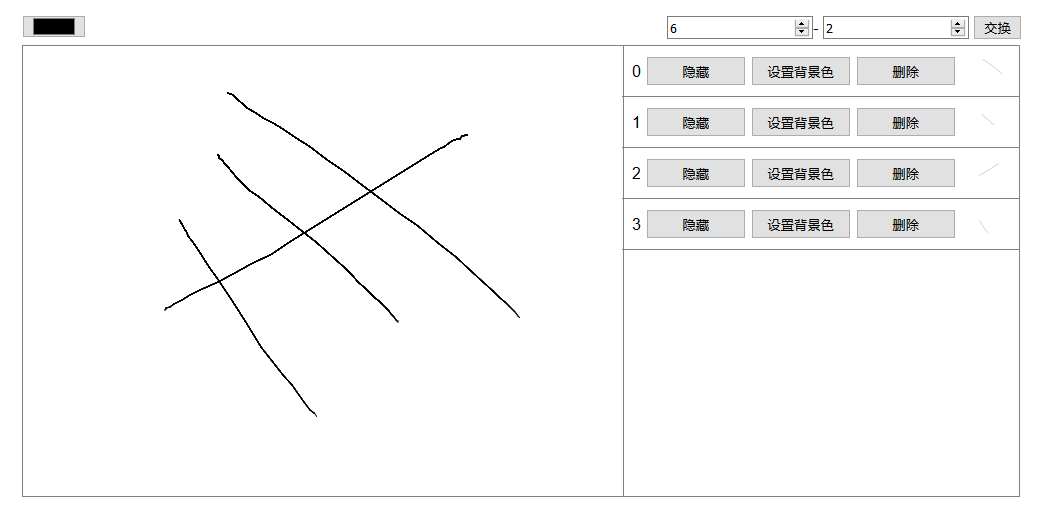 6 - 2 交换
0 隐藏 设置背景色 删除
1 隐藏 设置背景色 删除
2 隐藏 设置背景色 删除
3 隐藏 设置背景色 删除